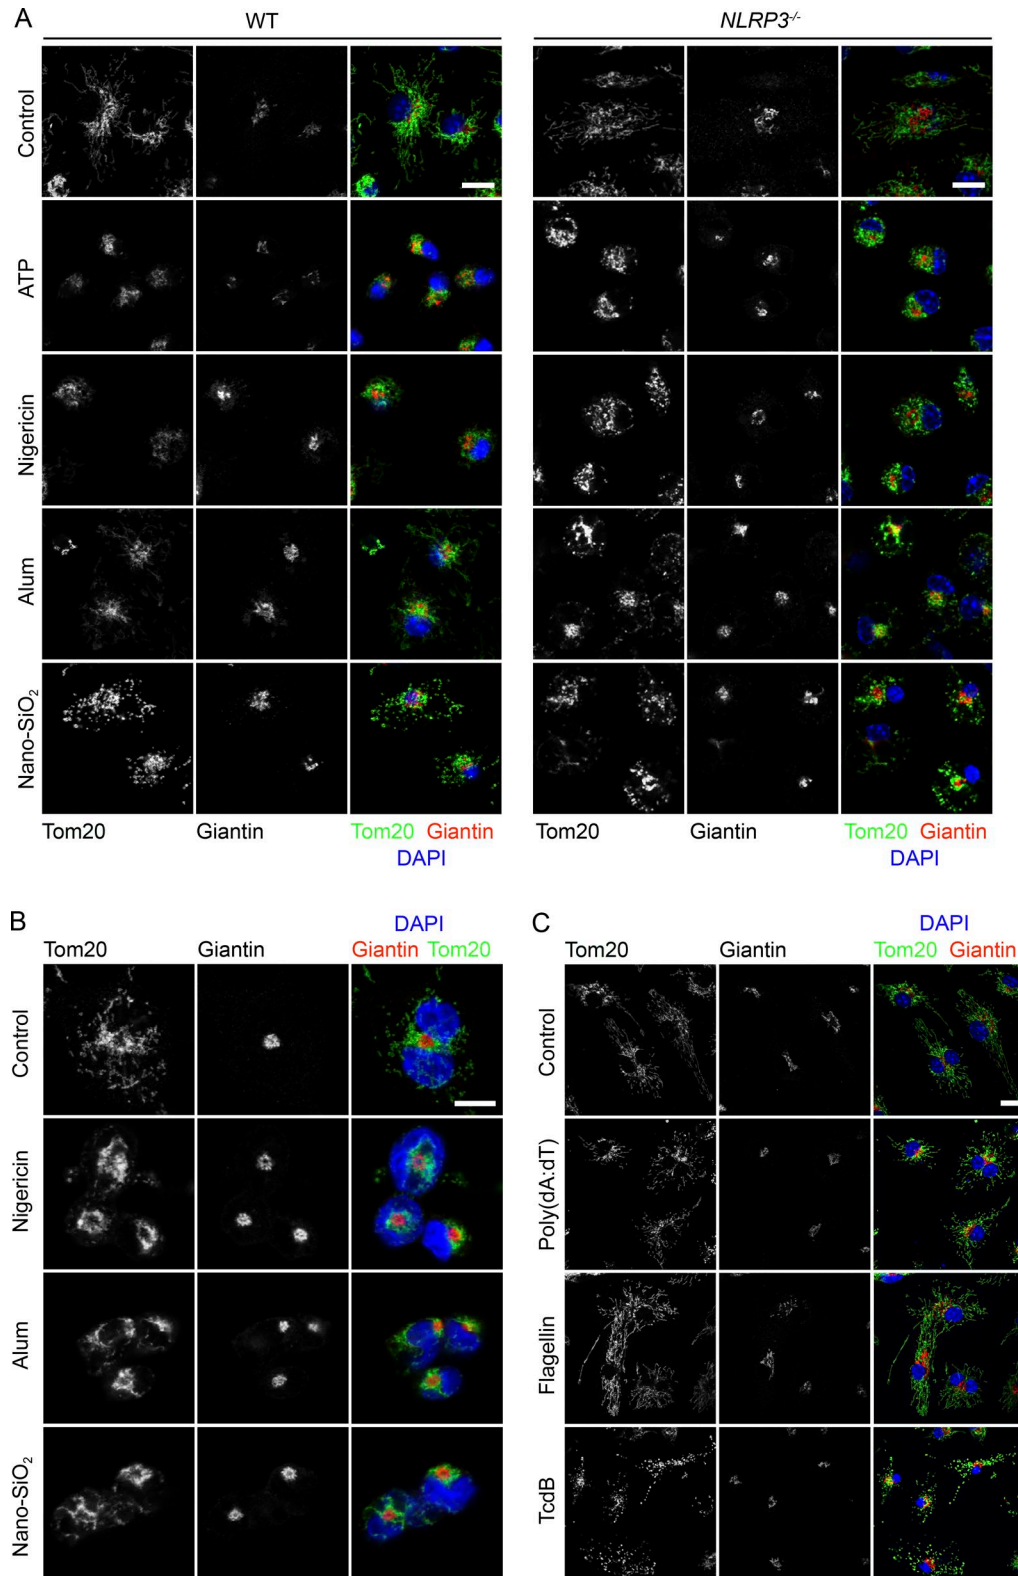 A
WT NLRP3-/-
Control
ATP
Nigericin
Alum
Nano-SiO2
Tom20 Giantin Tom20 Giantin Tom20 Giantin Tom20 Giantin
DAPI DAPI
B DAPI
Tom20 Giantin Giantin Tom20
Control
Nigericin
Alum
Nano-SiO2
C DAPI
Tom20 Giantin Tom20 Giantin
Control
Poly(dA:dT)
Flagellin
TcdB